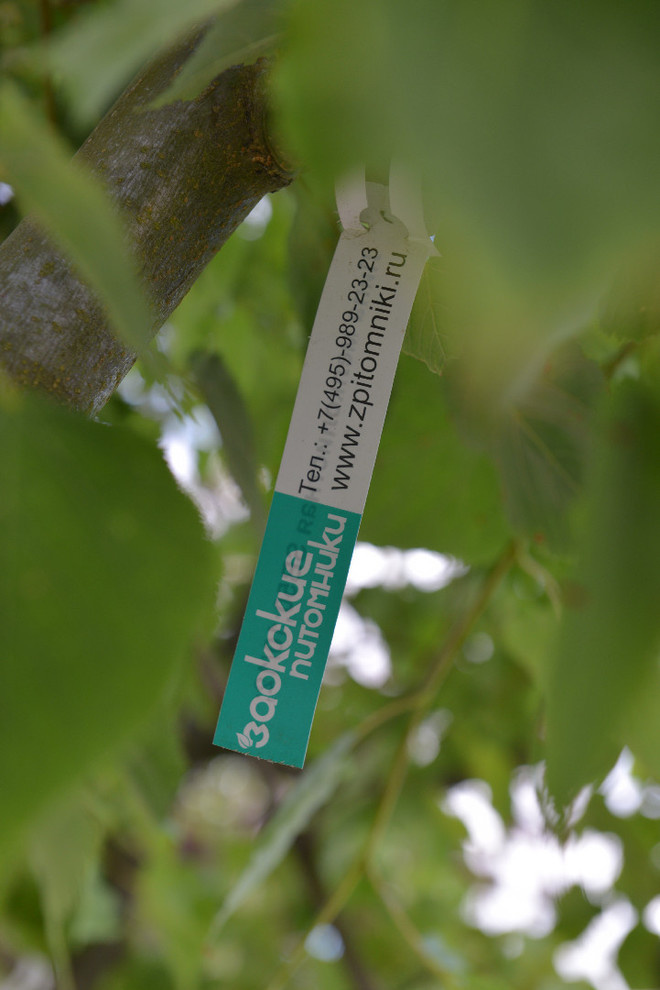 заокские
питомники
Тел.: +7(495)-989-23-23
www.zpitomniki.ru